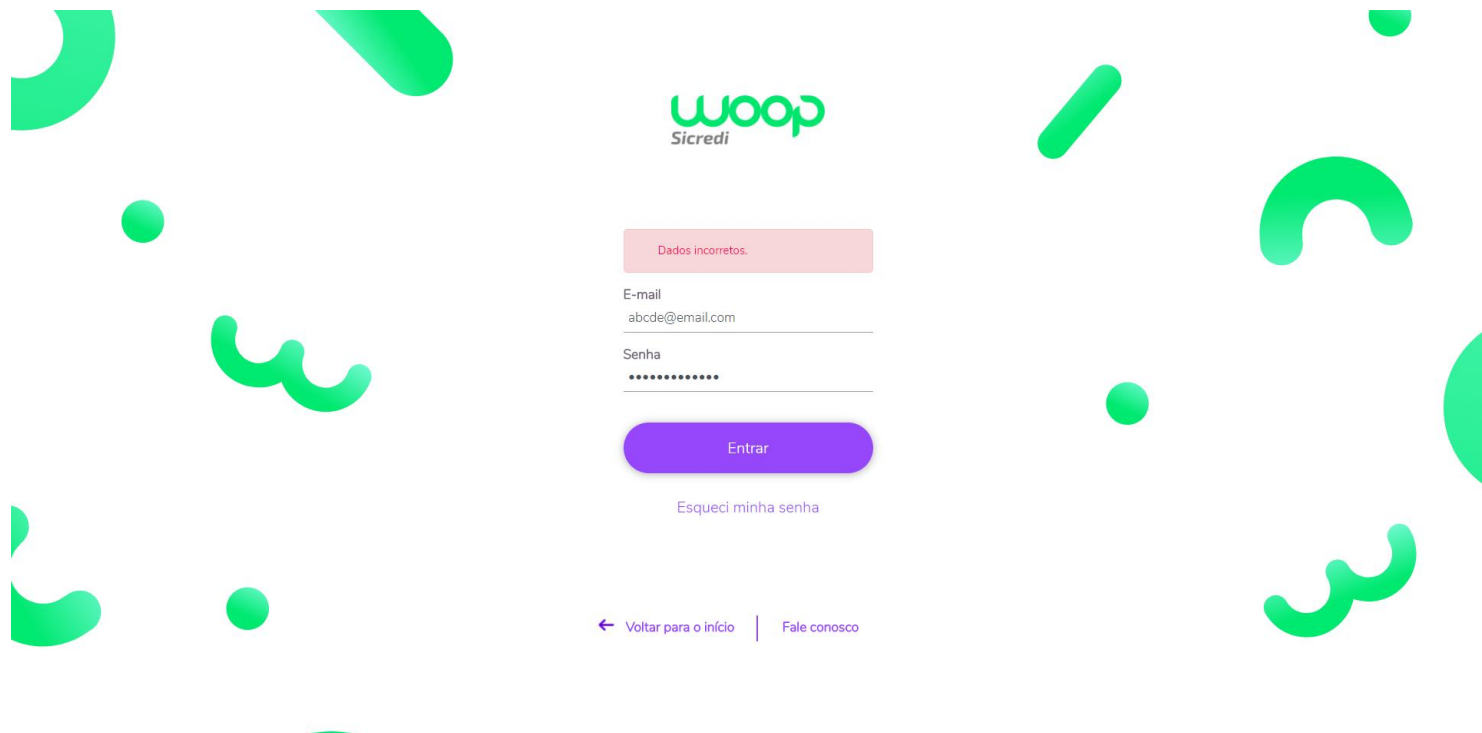 woop
Sicredi
Dados incorretos.
E-mail
abcde@email.com
Senha
•••••••••••••
Entrar
Esqueci minha senha
← Voltar para o início | Fale conosco